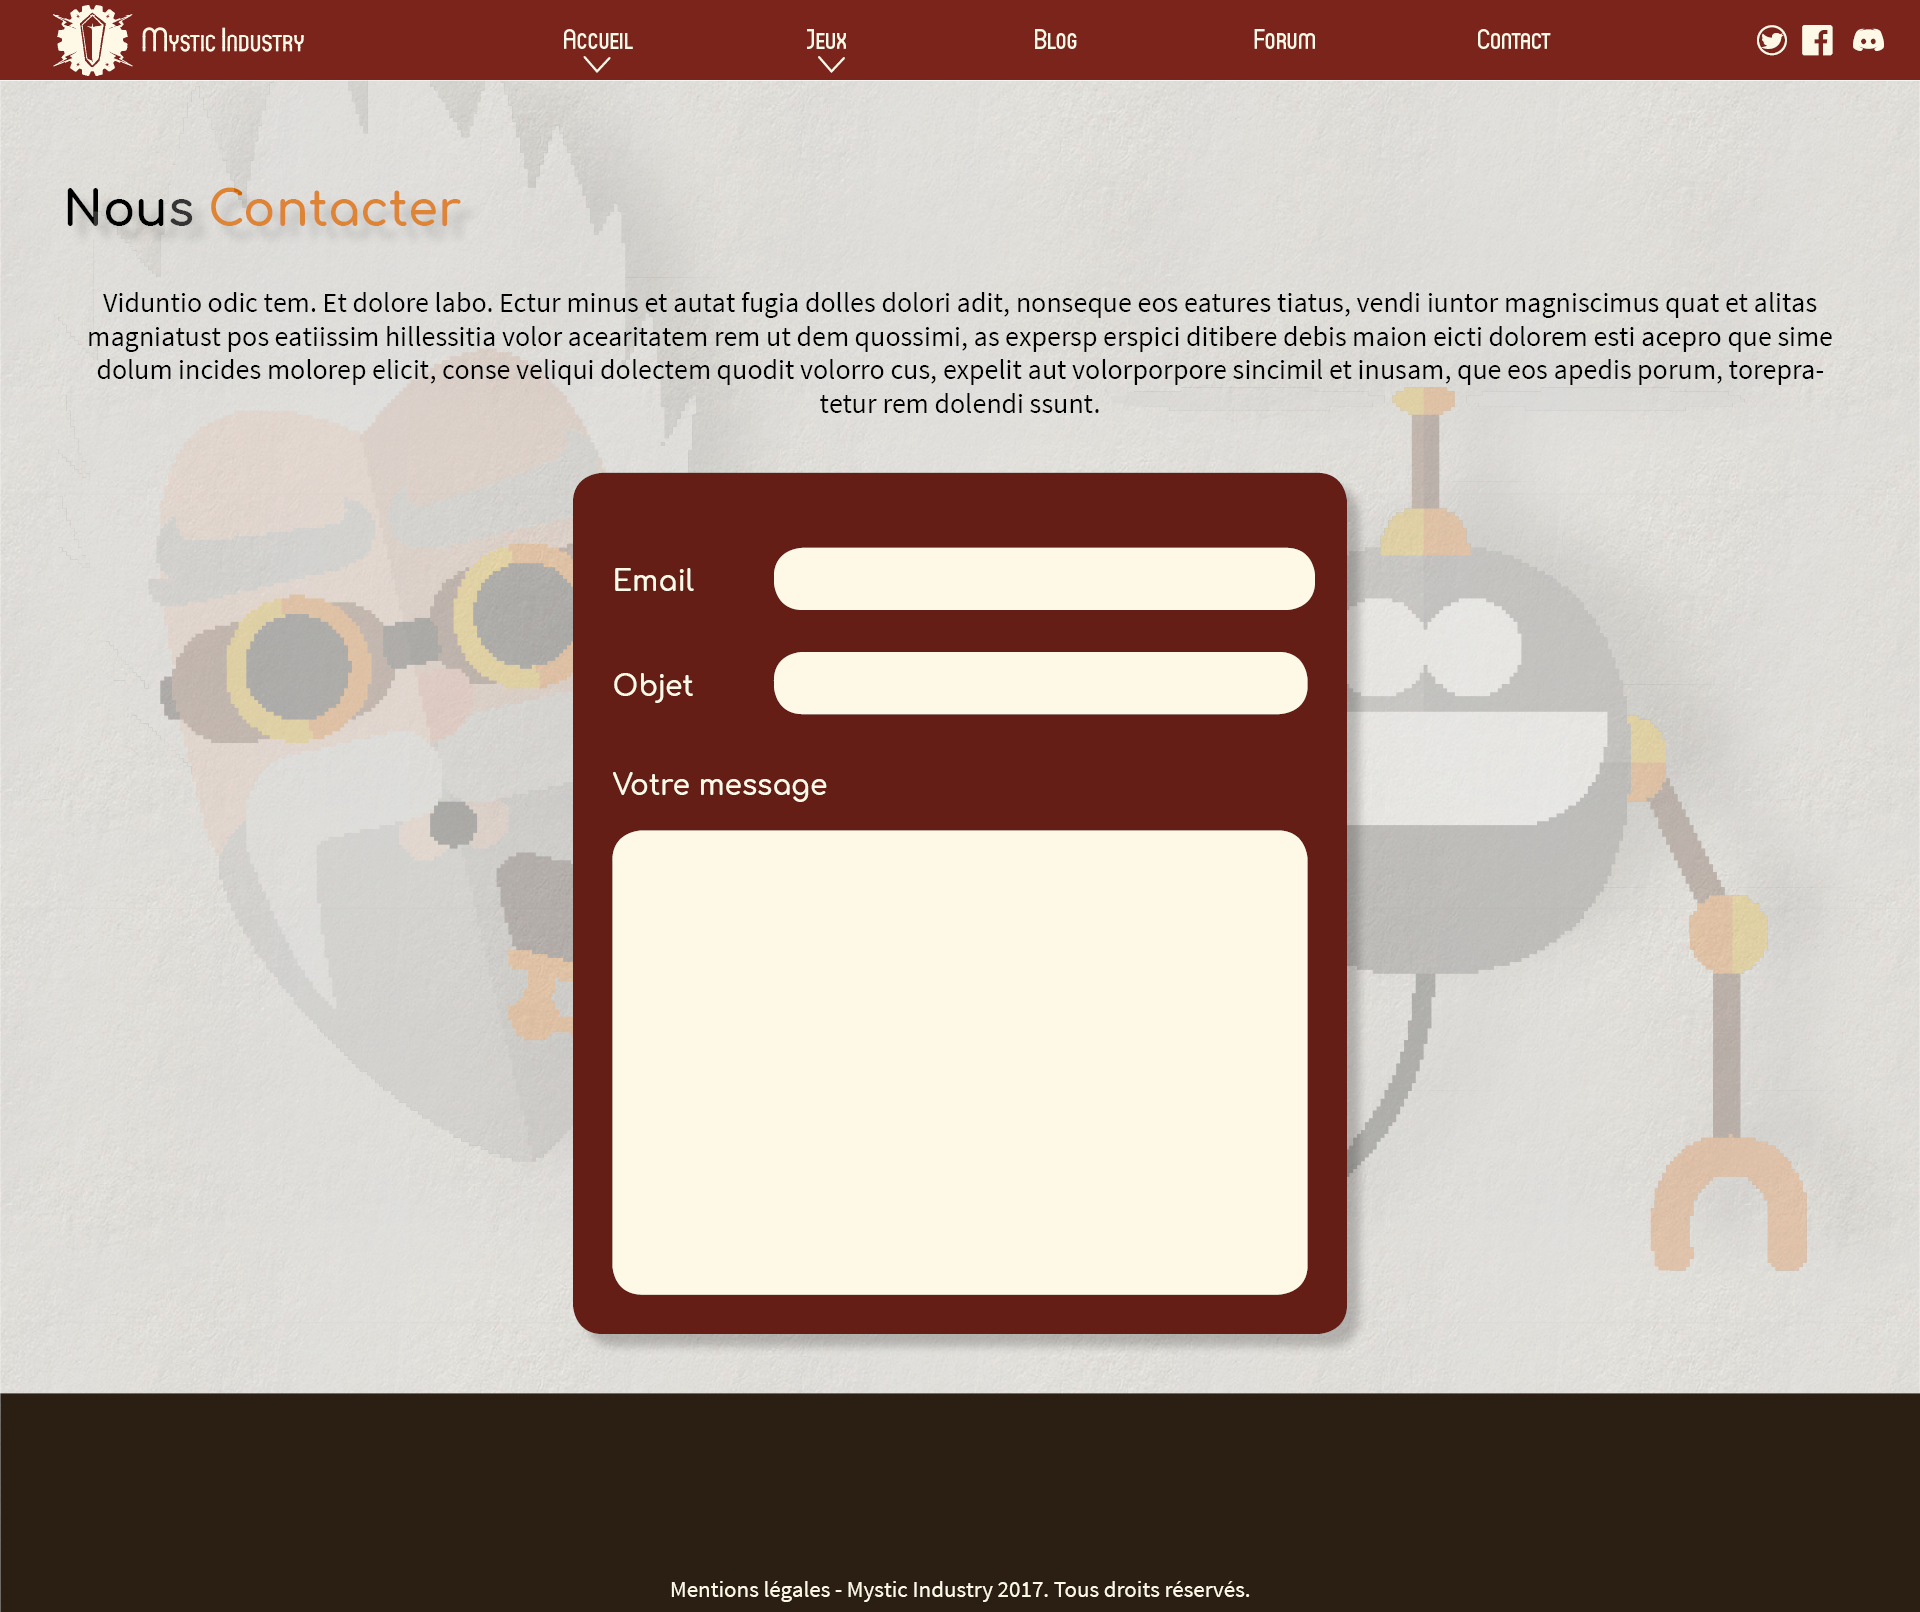 Mystic Industry
Accueil
Jeux
Blog
Forum
Contact
Nous Contacter
Viduntio odic tem. Et dolore labo. Ectur minus et autat fugia dolles dolori adit, nonseque eos eatures tiatus, vendi iuntor magniscimus quat et alitas
magniatust pos eatiissim hillessitia volor acearitatem rem ut dem quossimi, as expersp erspici ditibere debis maion eicti dolorem esti acepro que sime
dolum incides molorep elicit, conse veliqui dolectem quodit volorro cus, expelit aut volorporpore sincimil et inusam, que eos apedis porum, torepra-
tetur rem dolendi ssunt.
Email
Objet
Votre message
Mentions légales - Mystic Industry 2017. Tous droits réservés.